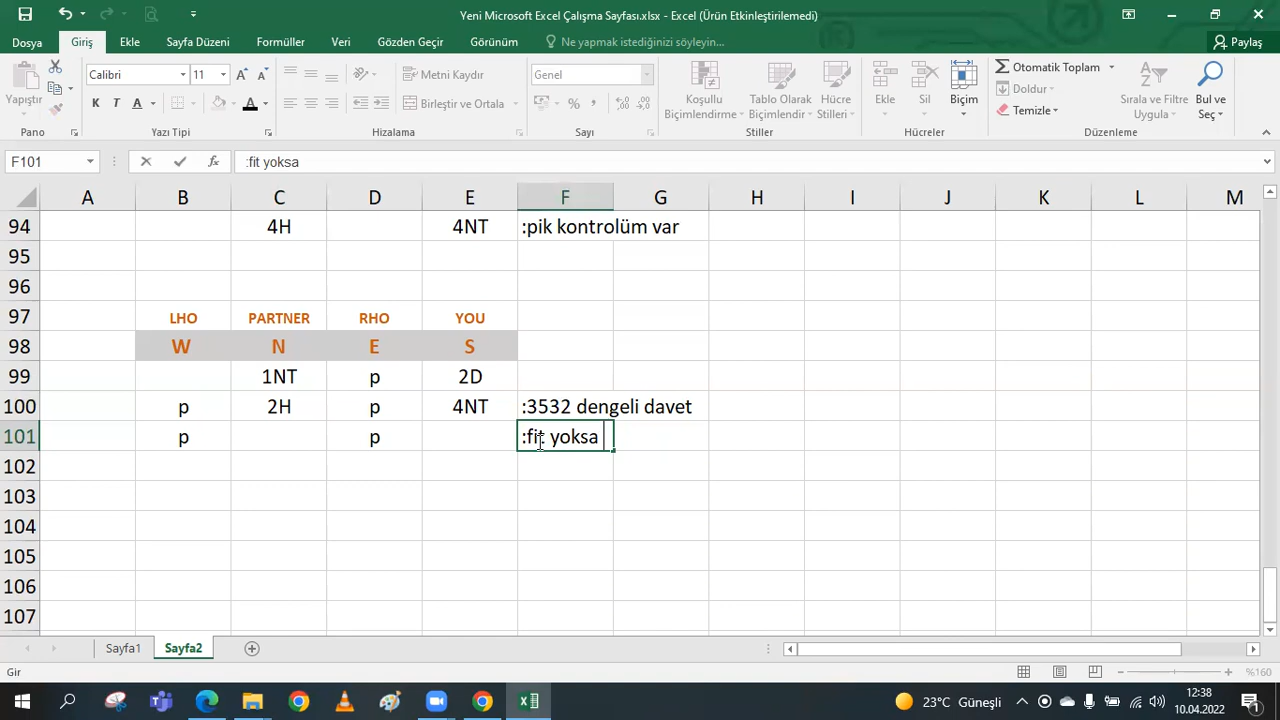 Yeni Microsoft Excel Çalışma Sayfası.xlsx - Excel (Ürün Etkinleştirilemedi)
Dosya Giriş Ekle Sayfa Düzeni Formüller Veri Gözden Geçir Görünüm Ne yapmak istediğinizi söyleyin... Paylaş
Yapıştır
Calibri 11
Metni Kaydır
Birleştir ve Ortala
Genel
Koşullu Biçimlendirme
Tablo Olarak Biçimlendir
Hücre Stilleri
Ekle
Sil
Biçim
Otomatik Toplam
Doldur
Temizle
Sırala ve Filtre Uygula
Bul ve Seç
Pano Yazı Tipi Hizalama Sayı Stiller Hücreler Düzenleme
F101 :fit yoksa
A B C D E F G H I J K L M
94 4H 4NT :pik kontrolüm var
95
96
97 LHO PARTNER RHO YOU
98 W N E S
99 1NT p 2D
100 p 2H p 4NT :3532 dengeli davet
101 p p :fit yoksa
102
103
104
105
106
107
Sayfa1 Sayfa2
Gir %160
23°C Güneşli 12:38
10.04.2022